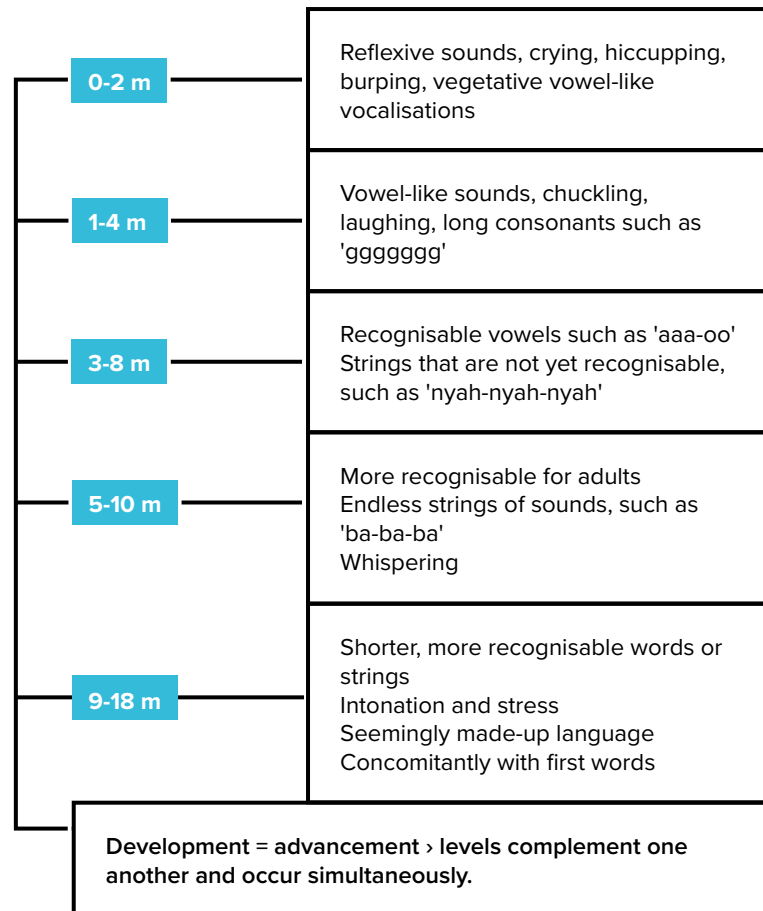 0-2 m
Reflexive sounds, crying, hiccupping,
burping, vegetative vowel-like
vocalisations
1-4 m
Vowel-like sounds, chuckling,
laughing, long consonants such as
'ggggggg'
3-8 m
Recognisable vowels such as 'aaa-oo'
Strings that are not yet recognisable,
such as 'nyah-nyah-nyah'
5-10 m
More recognisable for adults
Endless strings of sounds, such as
'ba-ba-ba'
Whispering
9-18 m
Shorter, more recognisable words or
strings
Intonation and stress
Seemingly made-up language
Concomitantly with first words
Development = advancement › levels complement one
another and occur simultaneously.